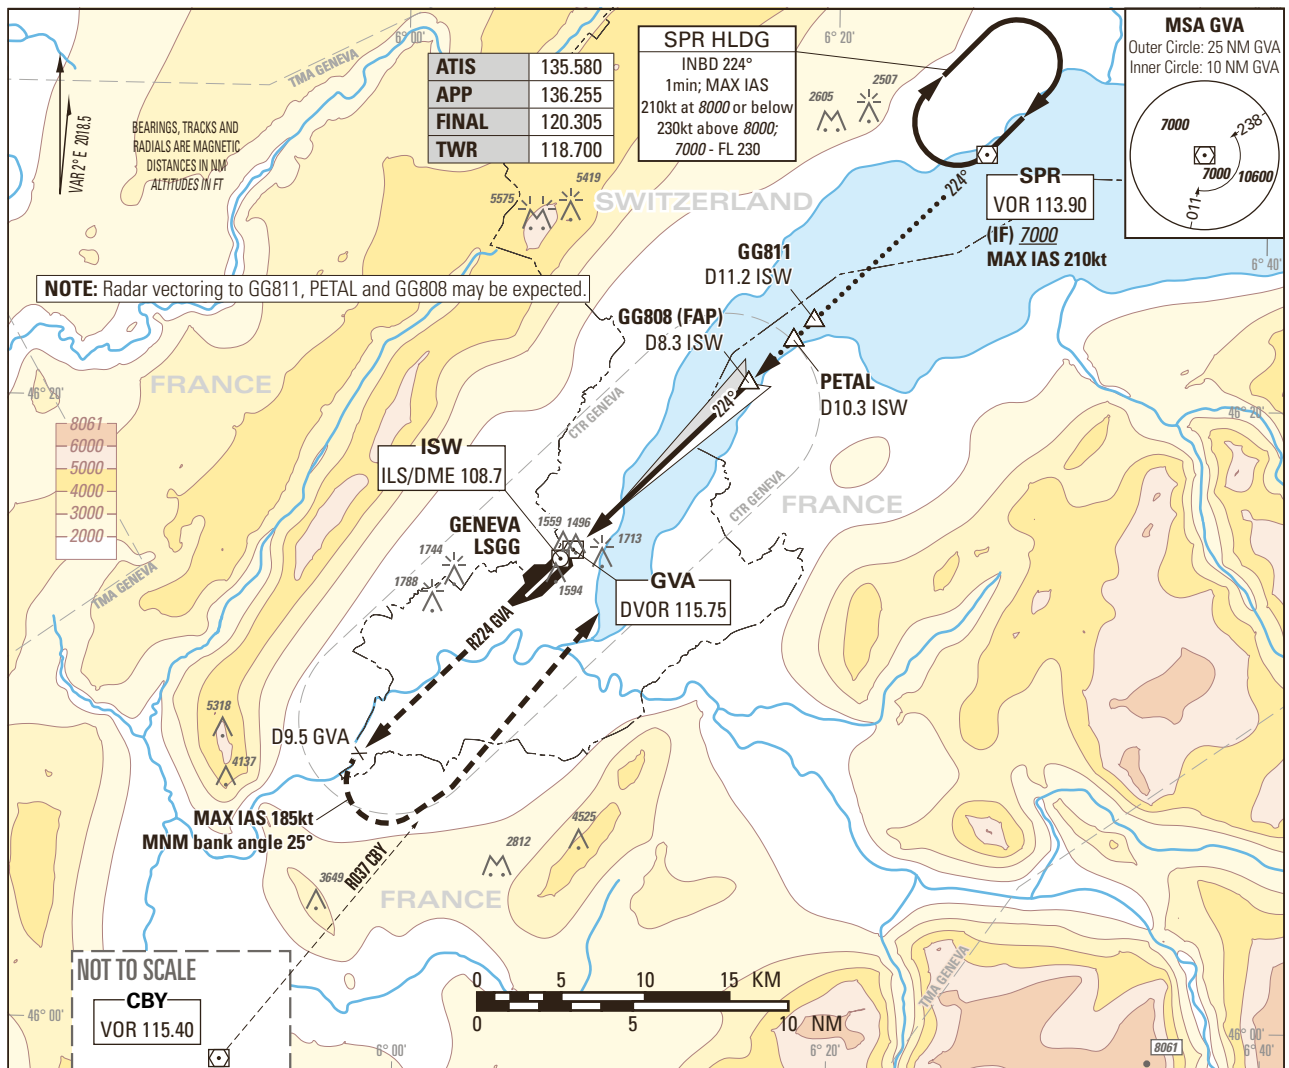 6° 00'
6° 20'
TMA GENEVA
VAR 2° E 2018.5
BEARINGS, TRACKS AND
RADIALS ARE MAGNETIC
DISTANCES IN NM
ALTITUDES IN FT
ATIS 135.580
APP 136.255
FINAL 120.305
TWR 118.700
SPR HLDG
INBD 224°
1min; MAX IAS
210kt at 8000 or below
230kt above 8000;
7000 - FL 230
2605
2507
MSA GVA
Outer Circle: 25 NM GVA
Inner Circle: 10 NM GVA
7000
238
7000
10600
011
5575
5419
SWITZERLAND
224°
SPR
VOR 113.90
(IF) 7000
MAX IAS 210kt
6° 40'
GG811
D11.2 ISW
NOTE: Radar vectoring to GG811, PETAL and GG808 may be expected.
GG808 (FAP)
D8.3 ISW
PETAL
D10.3 ISW
FRANCE
46° 20'
46° 20'
224°
CTR GENEVA
8061
6000
5000
4000
3000
2000
ISW
ILS/DME 108.7
CTR GENEVA
FRANCE
GENEVA
LSGG
1559
1496
1713
1744
1788
1594
TMA GENEVA
GVA
DVOR 115.75
R224 GVA
5318
D9.5 GVA
4137
MAX IAS 185kt
MNM bank angle 25°
4525
2812
3649
R037 CBY
FRANCE
NOT TO SCALE
CBY
VOR 115.40
0 5 10 15 KM
0 5 10 NM
TMA GENEVA
46° 00'
46° 00'
6° 00'
6° 20'
8061
6° 40'